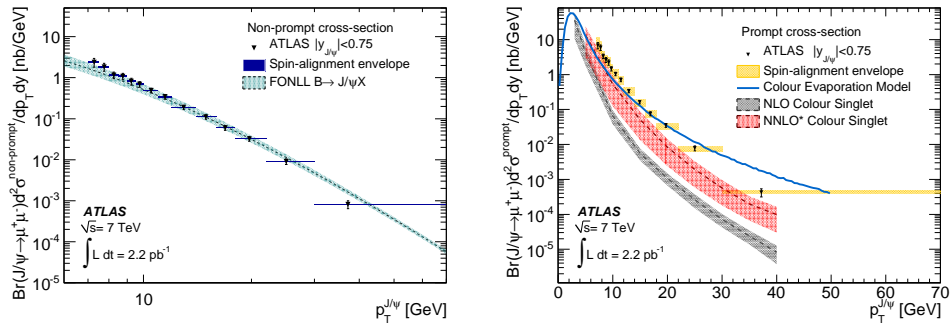 Br(J/ψ→μ⁺μ⁻)d²σ^non-prompt/dp_T dy [nb/GeV]
10²
10
1
10⁻¹
10⁻²
10⁻³
10⁻⁴
10⁻⁵
Non-prompt cross-section
ATLAS |y_J/ψ|<0.75
Spin-alignment envelope
FONLL B→ J/ψX
ATLAS
√s= 7 TeV
∫L dt = 2.2 pb⁻¹
10
p_T^J/ψ [GeV]
Br(J/ψ→μ⁺μ⁻)d²σ^prompt/dp_T dy [nb/GeV]
10
1
10⁻¹
10⁻²
10⁻³
10⁻⁴
10⁻⁵
Prompt cross-section
ATLAS |y_J/ψ|<0.75
Spin-alignment envelope
Colour Evaporation Model
NLO Colour Singlet
NNLO* Colour Singlet
ATLAS
√s= 7 TeV
∫L dt = 2.2 pb⁻¹
0 10 20 30 40 50 60 70
p_T^J/ψ [GeV]